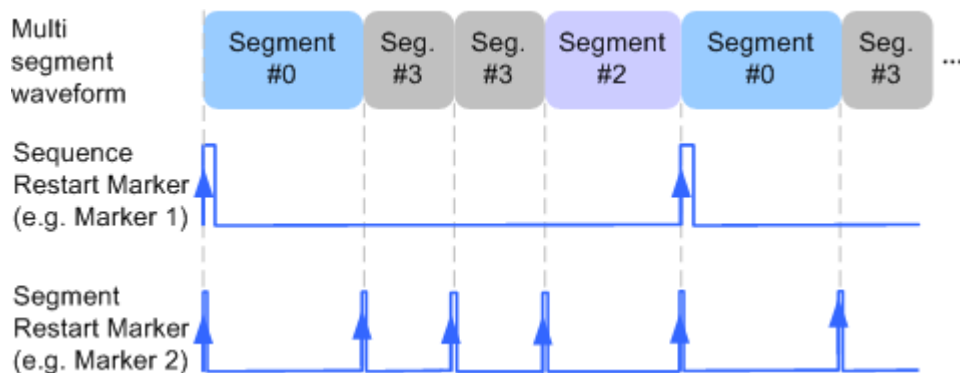 Multi
segment
waveform
Segment
#0
Seg.
#3
Seg.
#3
Segment
#2
Segment
#0
Seg.
#3
...
Sequence
Restart Marker
(e.g. Marker 1)
Segment
Restart Marker
(e.g. Marker 2)